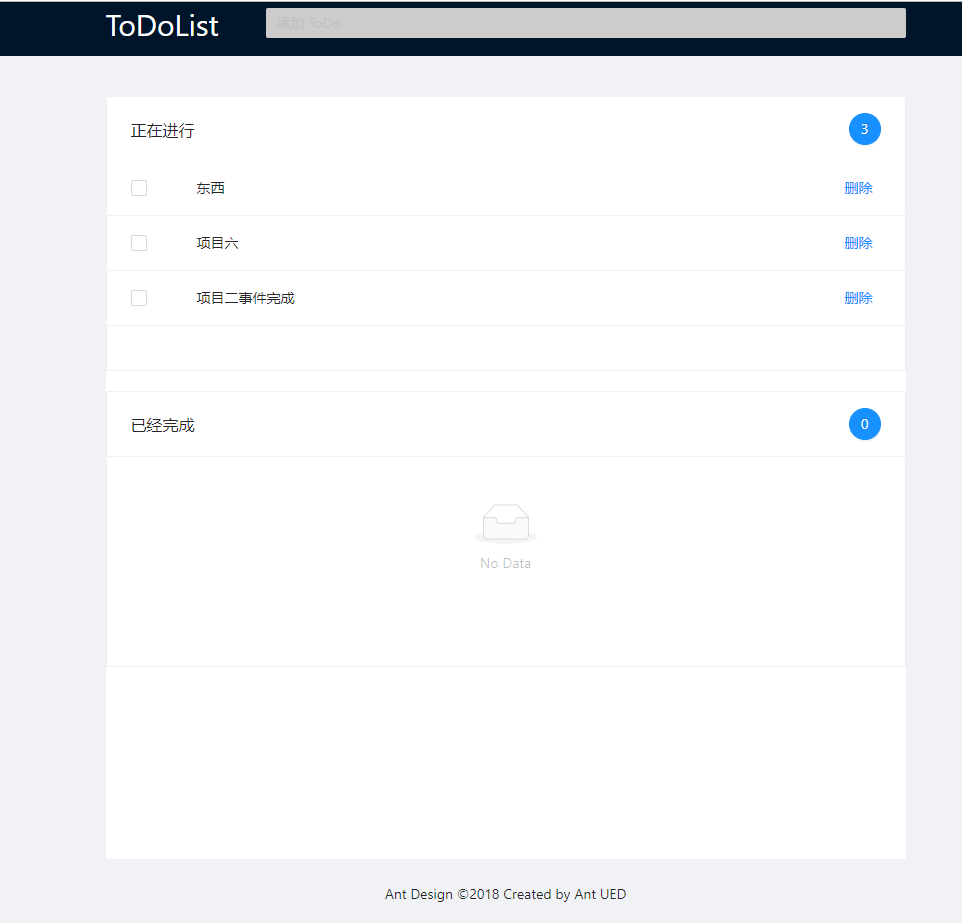 ToDoList
添加 ToDo
正在进行
3
东西
删除
项目六
删除
项目二事件完成
删除
已经完成
0
No Data
Ant Design ©2018 Created by Ant UED